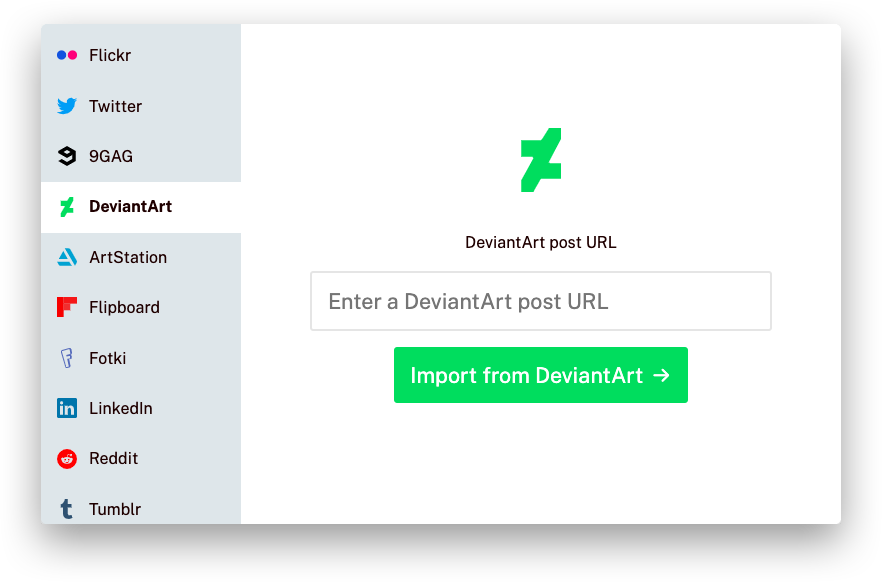 Flickr
Twitter
9GAG
DeviantArt
ArtStation
Flipboard
Fotki
LinkedIn
Reddit
Tumblr
DeviantArt post URL
Enter a DeviantArt post URL
Import from DeviantArt →